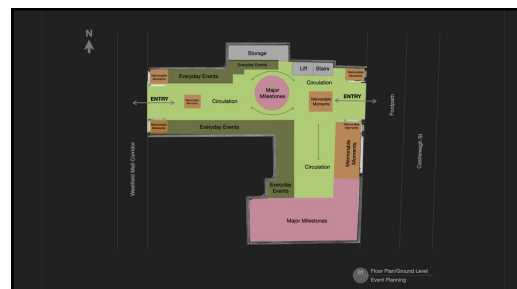 N
Storage
Everyday Events
Lift
Stairs
Memorable
Moments
Everyday Events
Memorable
Moments
Circulation
ENTRY
Memorable
Moments
Circulation
Major
Milestones
Memorable
Moments
ENTRY
Memorable
Moments
Everyday Events
Memorable
Moments
Memorable
Moments
Circulation
Everyday
Events
Major Milestones
Westfield Mall Corridor
Footpath
Castlereagh St
01
Floor Plan/Ground Level
Event Planning